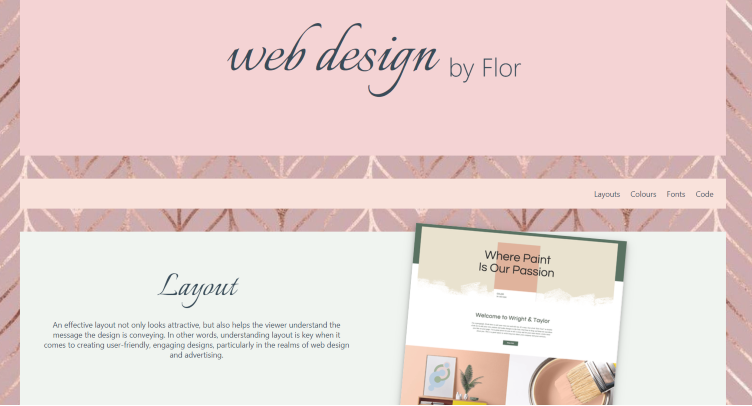 web design by Flor
Layouts Colours Fonts Code
Layout
An effective layout not only looks attractive, but also helps the viewer understand the
message the design is conveying. In other words, understanding layout is key when it
comes to creating user-friendly, engaging designs, particularly in the realms of web design
and advertising.
Where Paint
Is Our Passion
Welcome to Wright & Taylor